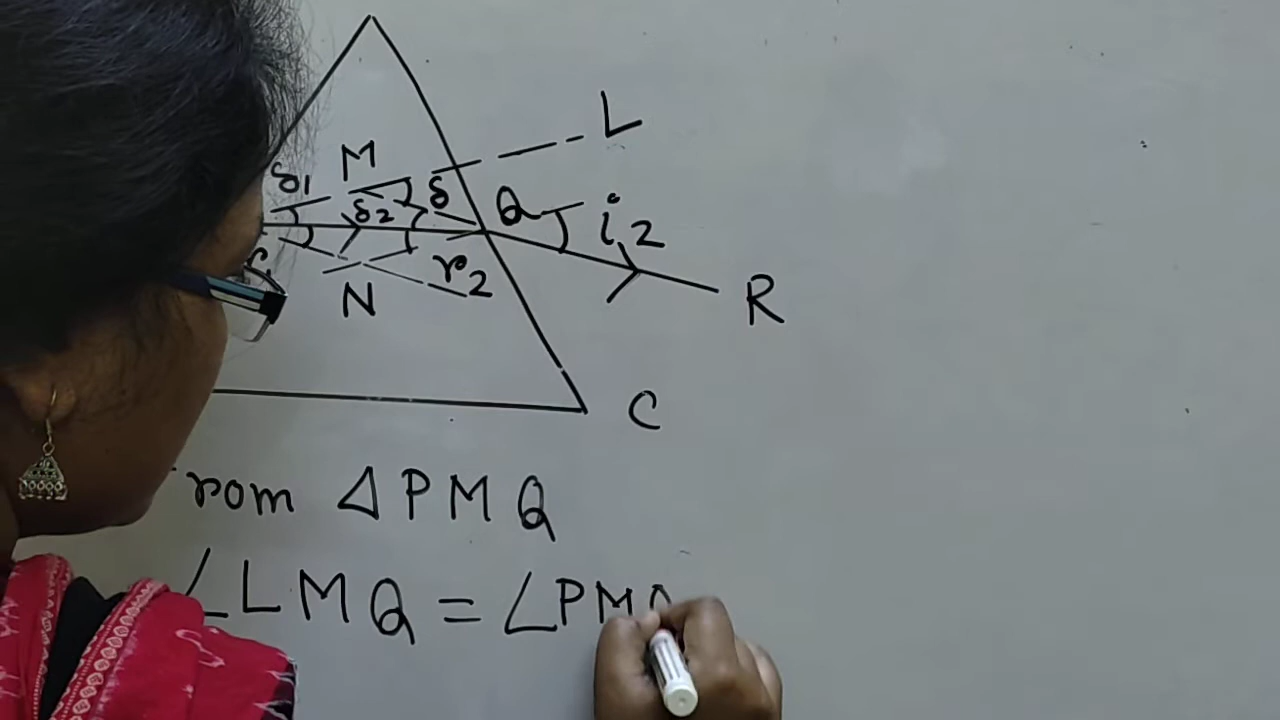 L
M
δ1
δ
δ2
Q
i2
r2
N
R
C
rom Δ PMQ
∠LMQ = ∠PM